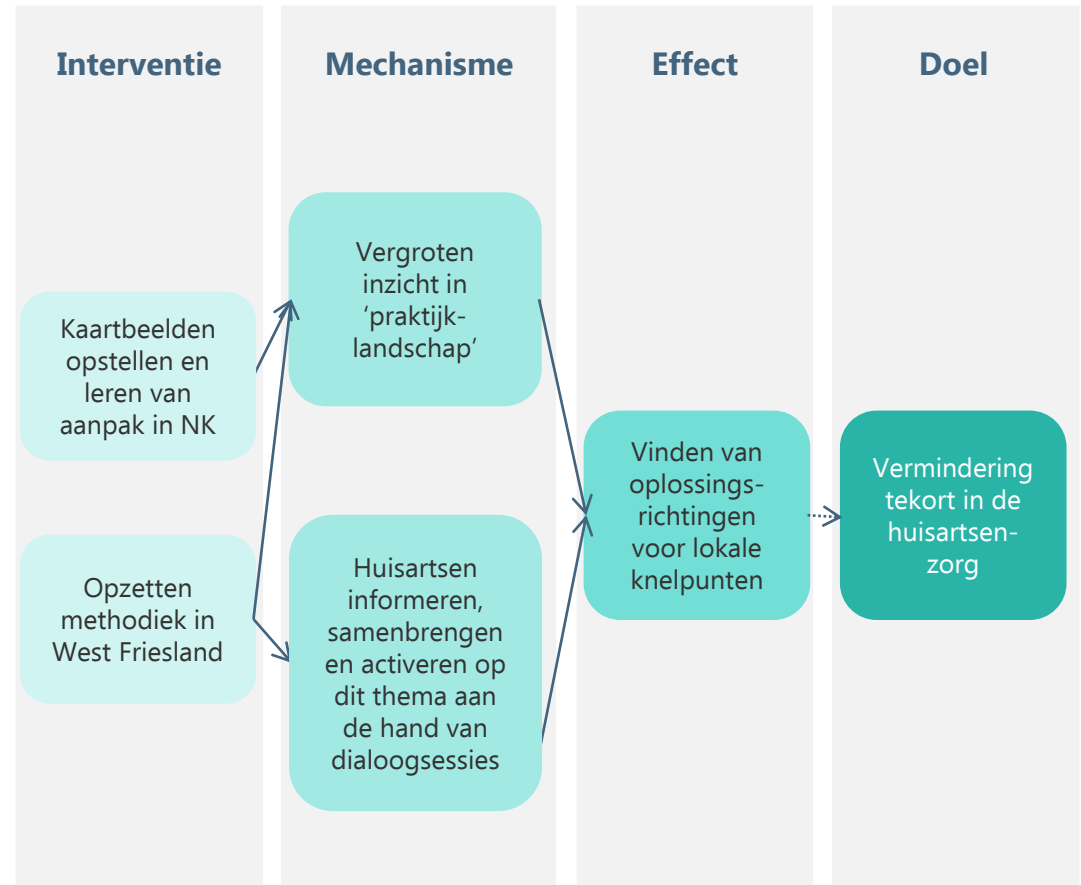 Interventie
Mechanisme
Effect
Doel
Kaartbeelden
opstellen en
leren van
aanpak in NK
Opzetten
methodiek in
West Friesland
Vergroten
inzicht in
‘praktijk-
landschap’
Huisartsen
informeren,
samenbrengen
en activeren op
dit thema aan
de hand van
dialoogsessies
Vinden van
oplossings-
richtingen
voor lokale
knelpunten
Vermindering
tekort in de
huisartsen-
zorg